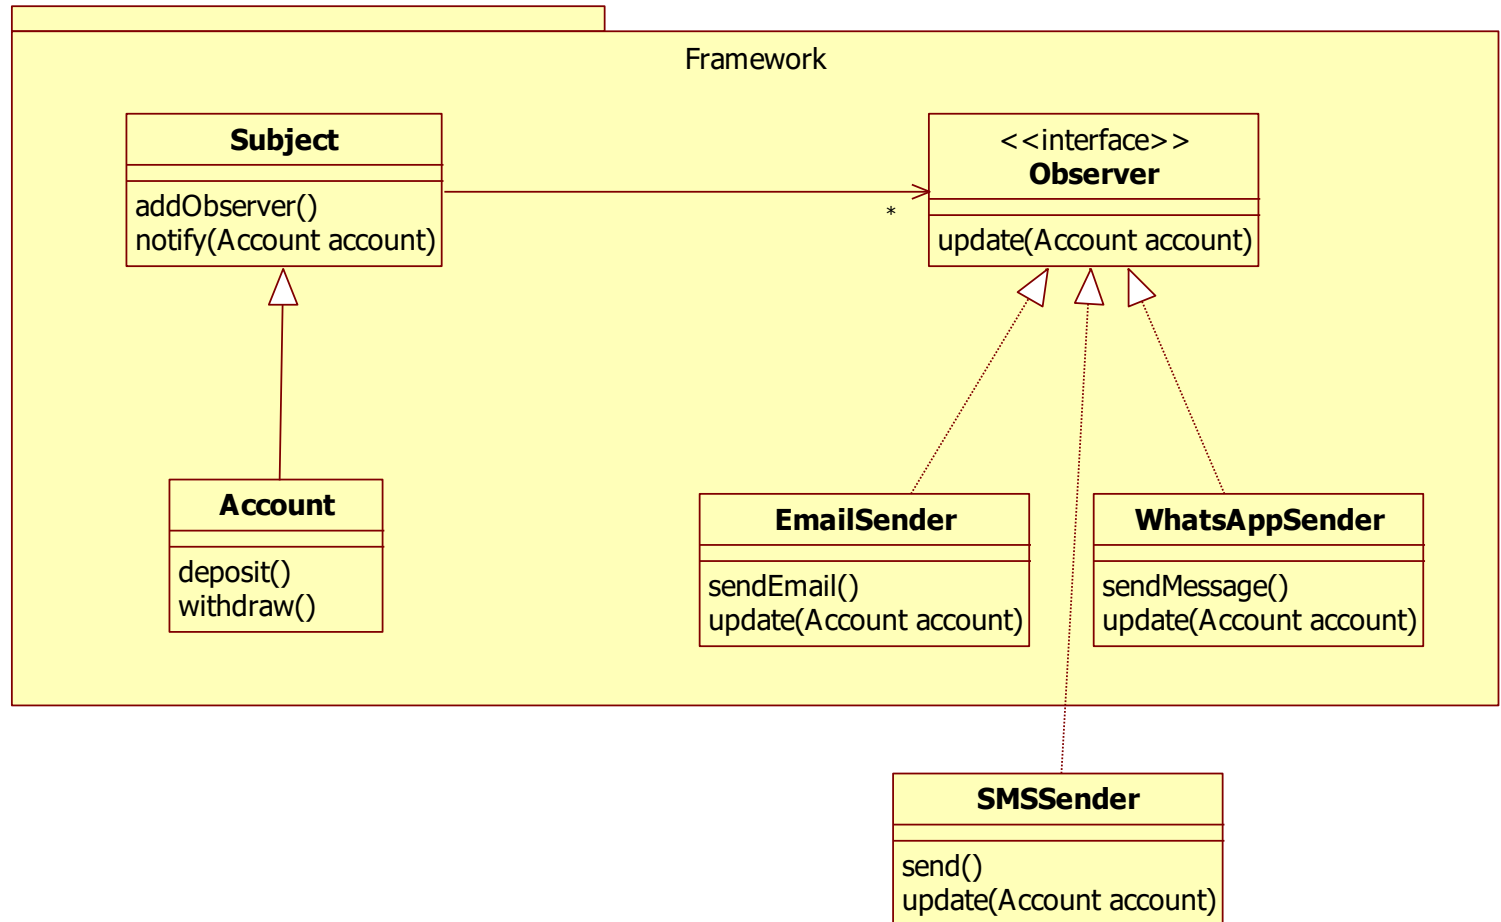 Framework
Subject
addObserver()
notify(Account account)
<<interface>>
Observer
update(Account account)
*
Account
deposit()
withdraw()
EmailSender
sendEmail()
update(Account account)
WhatsAppSender
sendMessage()
update(Account account)
SMSSender
send()
update(Account account)